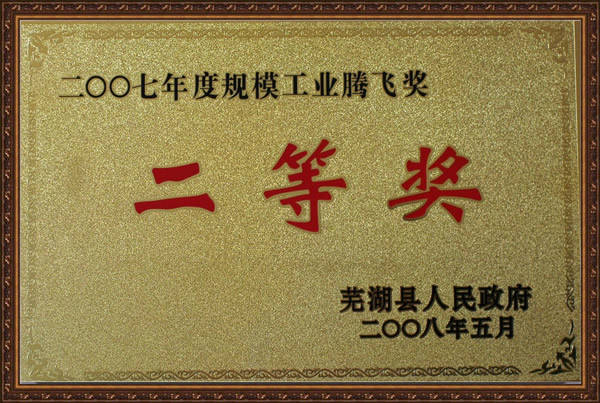 二〇〇七年度规模工业腾飞奖
二等奖
芜湖县人民政府
二〇〇八年五月